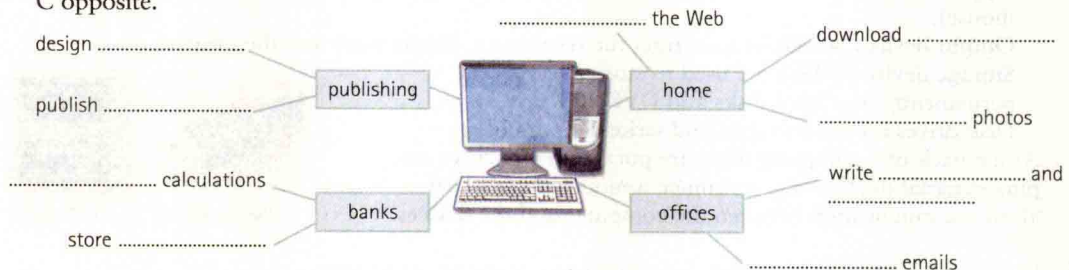 C opposite.
.............................. the Web
design ..............................
download ..............................
publishing
home
publish ..............................
.............................. photos
.............................. calculations
write .............................. and
..............................
banks
offices
store ..............................
.............................. emails